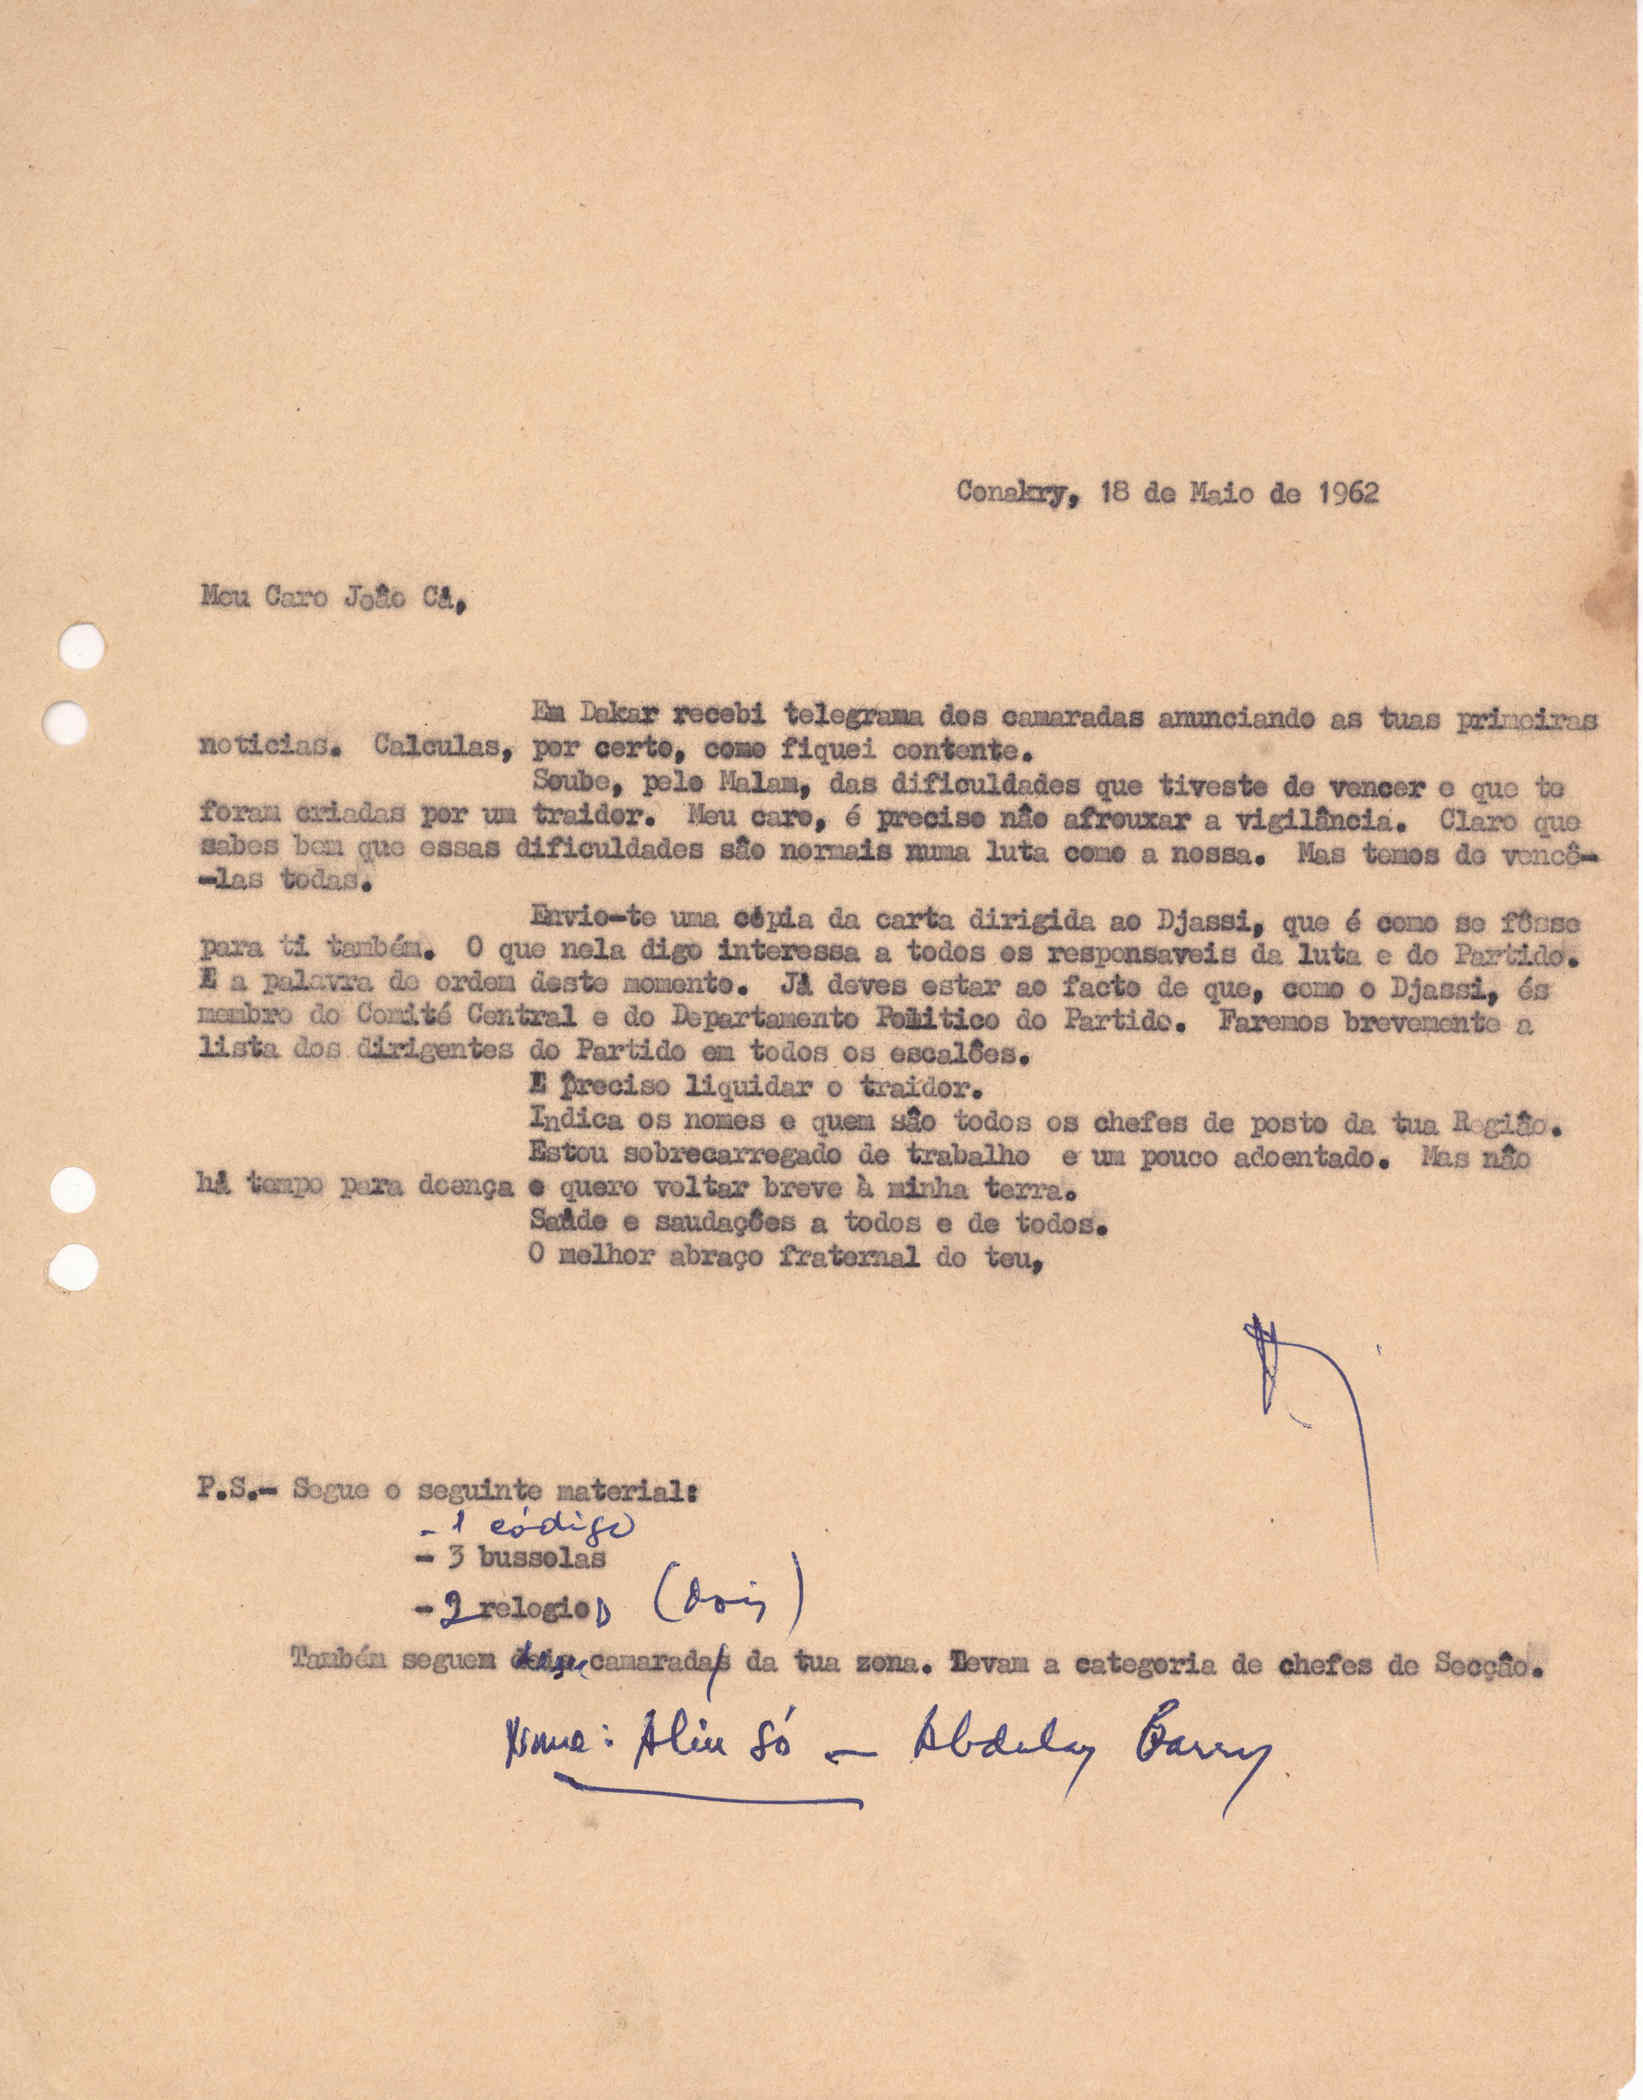 Conakry, 18 de Maio de 1962
Meu Caro João Cá,
Em Dakar recebi telegrama dos camaradas anunciando as tuas primeiras
noticias. Calculas, por certo, como fiquei contente.
Soube, pelo Malam, das dificuldades que tiveste de vencer e que te
foram criadas por um traidor. Meu caro, é preciso não afrouxar a vigilância. Claro que
sabes bem que essas dificuldades são normais numa luta como a nossa. Mas temos de vencê-
-las todas.
Envio-te uma cópia da carta dirigida ao Djassi, que é como se fôsse
para ti também. O que nela digo interessa a todos os responsaveis da luta e do Partido.
E a palavra de ordem deste momento. Já deves estar ao facto de que, como o Djassi, és
membro do Comité Central e do Departamento Politico do Partido. Faremos brevemente a
lista dos dirigentes do Partido em todos os escalões.
E preciso liquidar o traidor.
Indica os nomes e quem são todos os chefes de posto da tua Região.
Estou sobrecarregado de trabalho e um pouco adoentado. Mas não
há tempo para doença e quero voltar breve à minha terra.
Saúde e saudações a todos e de todos.
O melhor abraço fraternal do teu,
P.S.- Segue o seguinte material:
- 1 código
- 3 bussolas
- 2 relogios (dois)
Também seguem camaradas da tua zona. Levam a categoria de chefes de Secção.
Nome: Aliu Só - Abdulay Barry